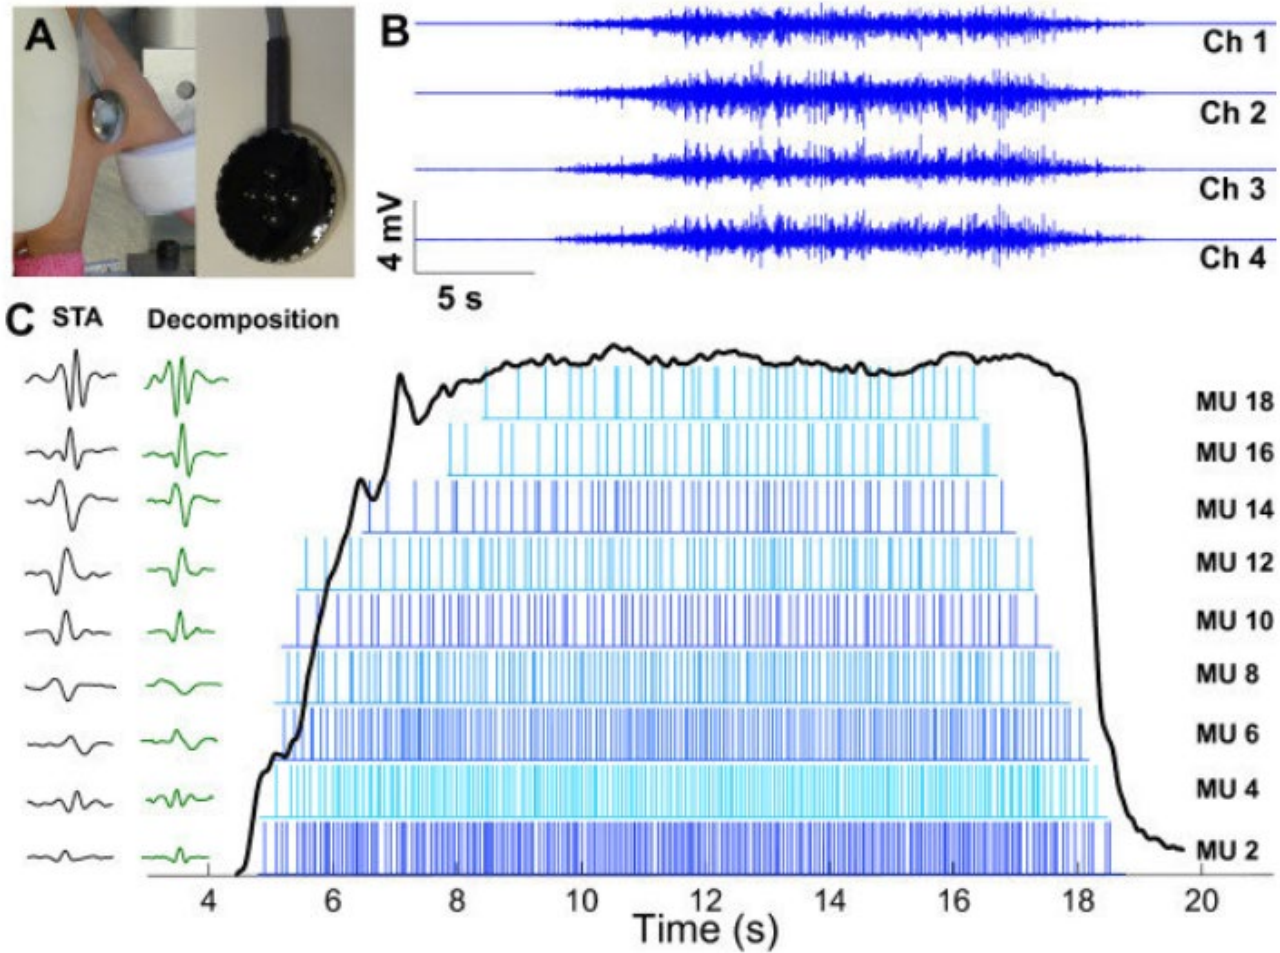 A
B
Ch 1
Ch 2
Ch 3
Ch 4
4 mV
5 s
C STA Decomposition
MU 18
MU 16
MU 14
MU 12
MU 10
MU 8
MU 6
MU 4
MU 2
4 6 8 10 12 14 16 18 20
Time (s)